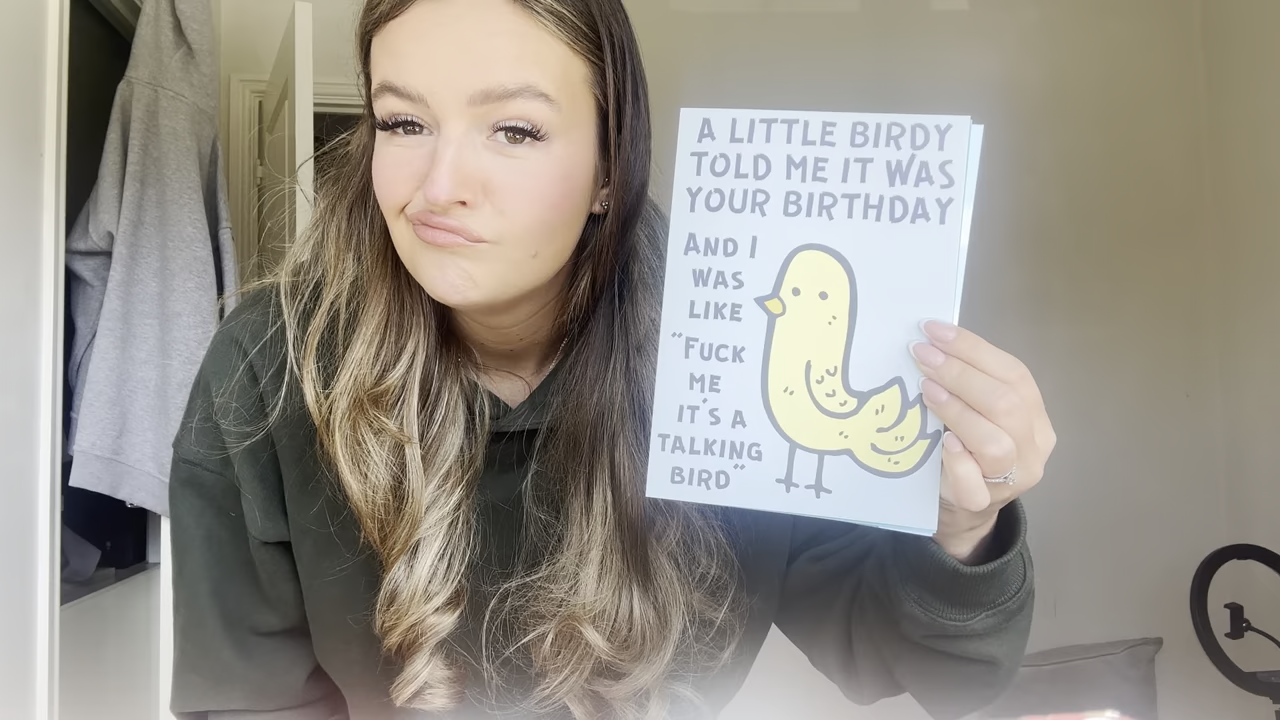 A LITTLE BIRDY
TOLD ME IT WAS
YOUR BIRTHDAY
AND I
WAS
LIKE
"FUCK
ME
IT'S A
TALKING
BIRD"